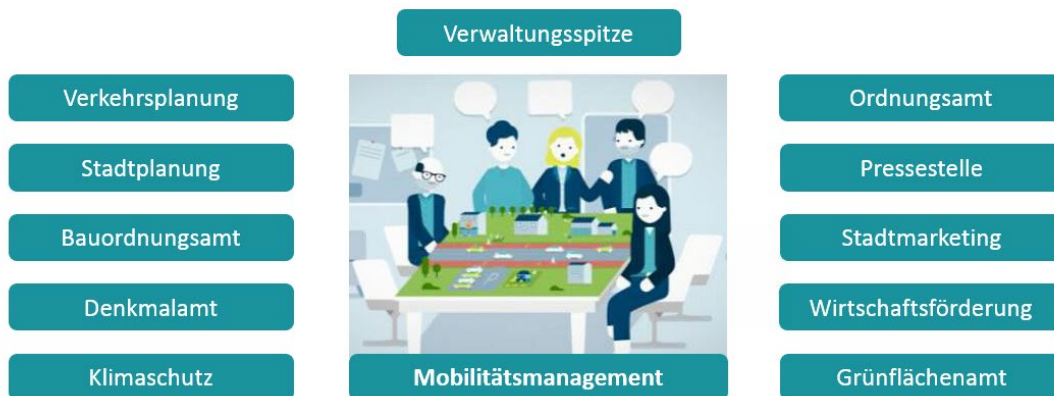 Verwaltungsspitze
Verkehrsplanung
Stadtplanung
Bauordnungsamt
Denkmalamt
Klimaschutz
Mobilitätsmanagement
Ordnungsamt
Pressestelle
Stadtmarketing
Wirtschaftsförderung
Grünflächenamt